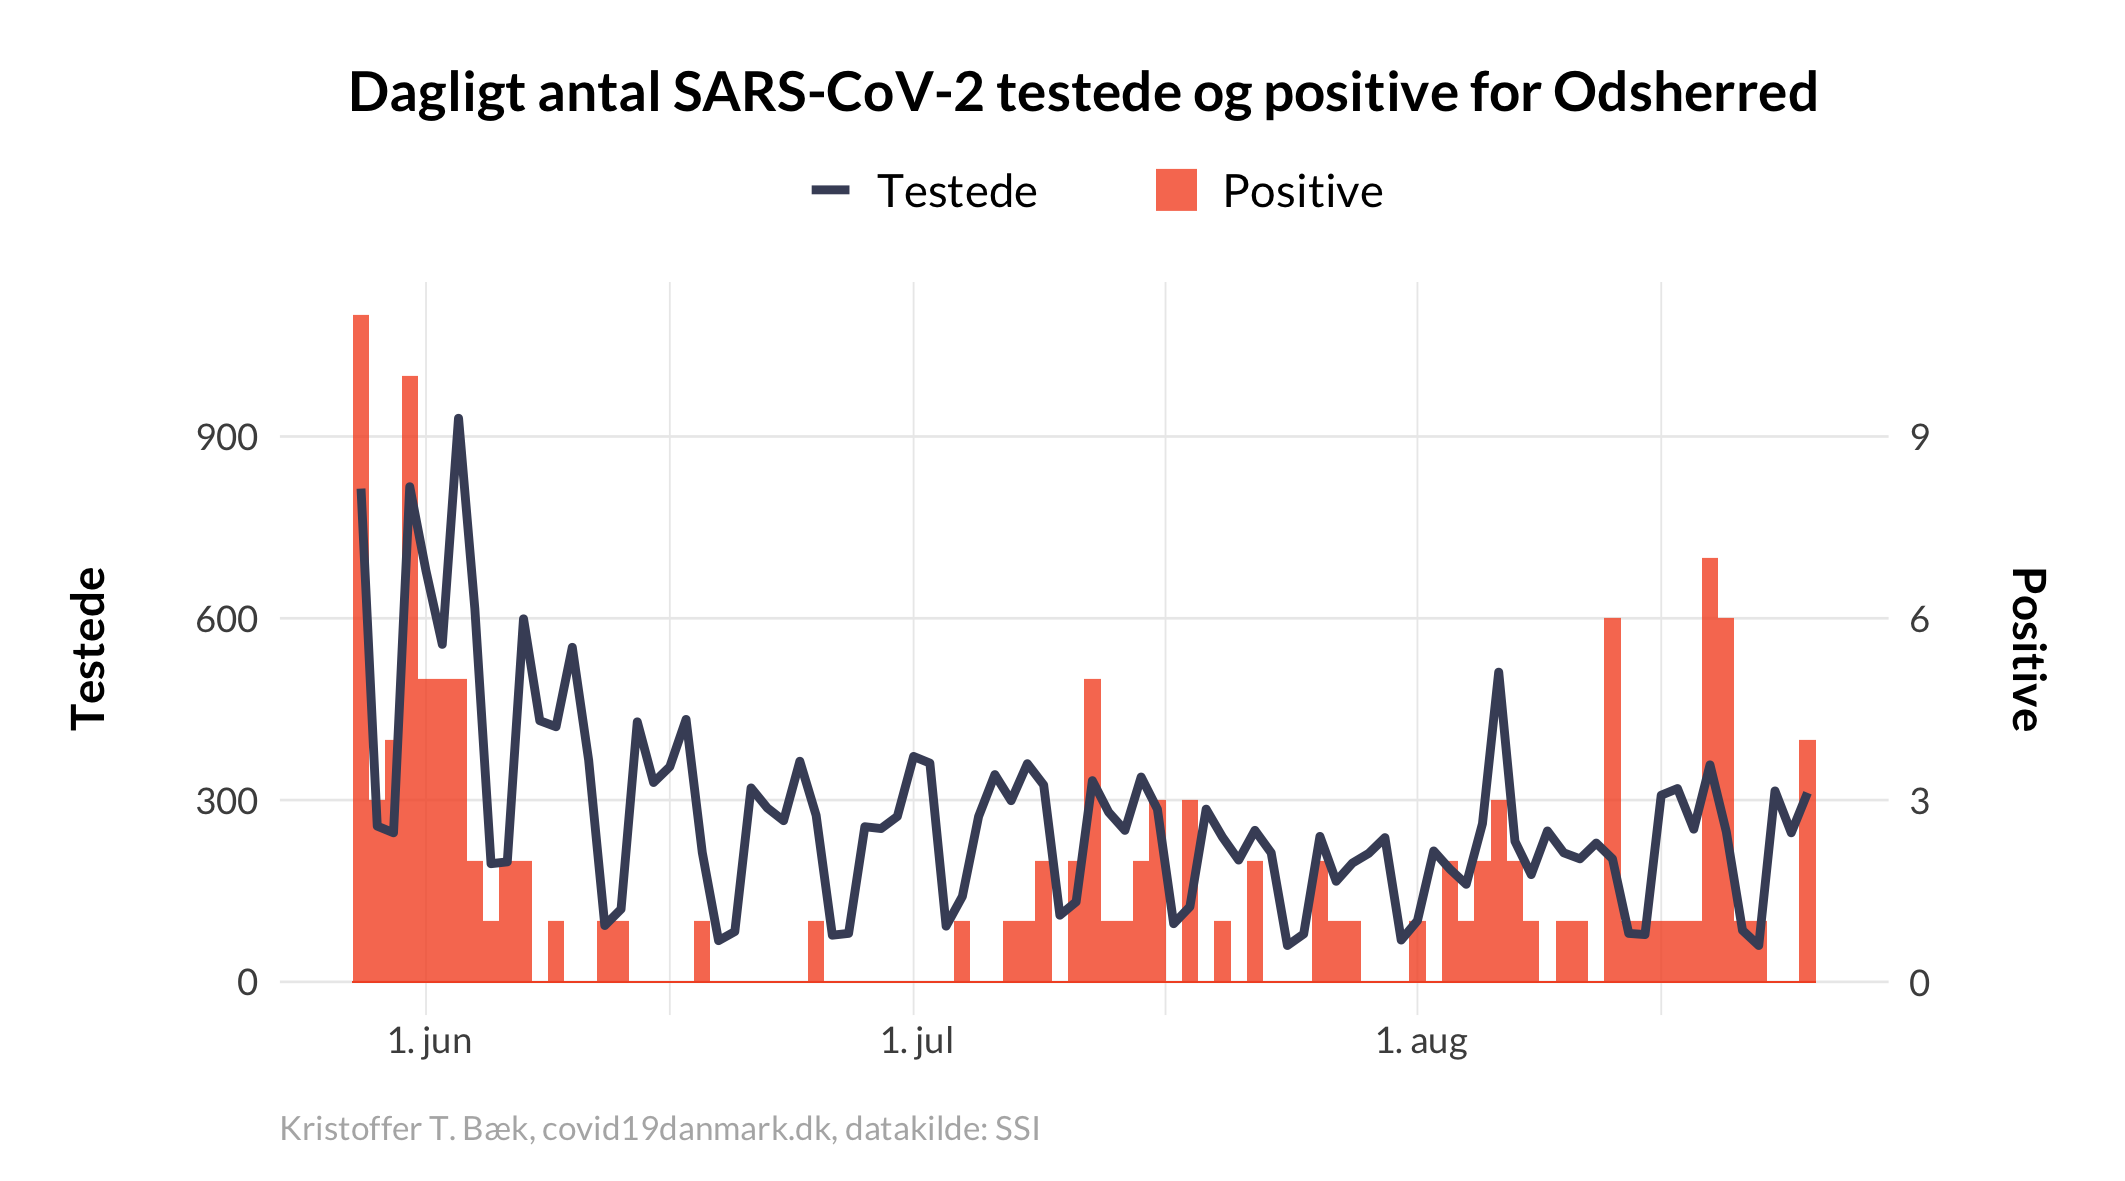 Dagligt antal SARS-CoV-2 testede og positive for Odsherred
Testede
Positive
Testede
900
600
300
0
9
6
3
0
Positive
1. jun
1. jul
1. aug
Kristoffer T. Bæk, covid19danmark.dk, datakilde: SSI